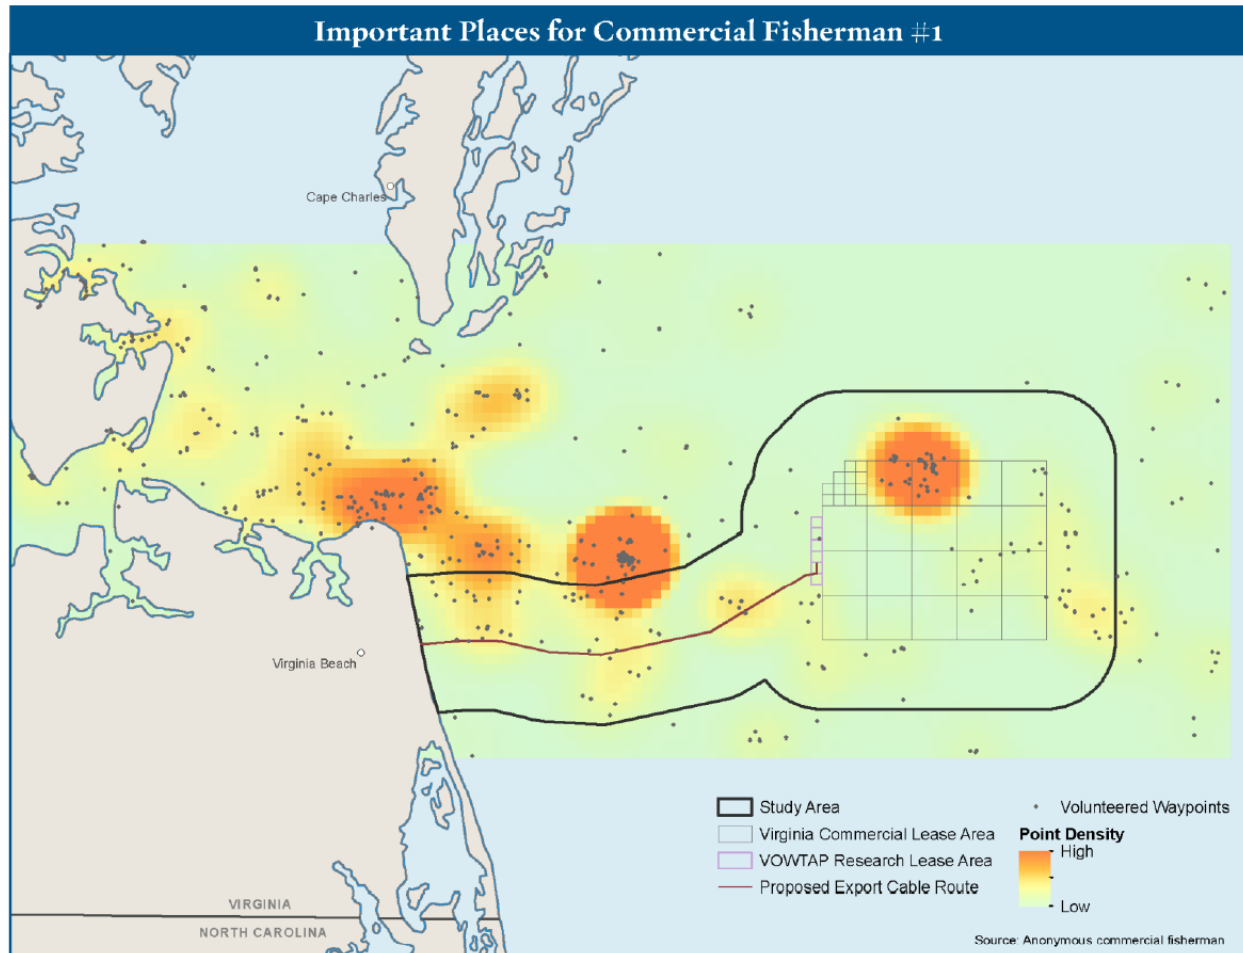 Important Places for Commercial Fisherman #1
Cape Charles
Virginia Beach
VIRGINIA
NORTH CAROLINA
Study Area
Virginia Commercial Lease Area
VOWTAP Research Lease Area
Proposed Export Cable Route
Volunteered Waypoints
Point Density
High
Low
Source: Anonymous commercial fisherman